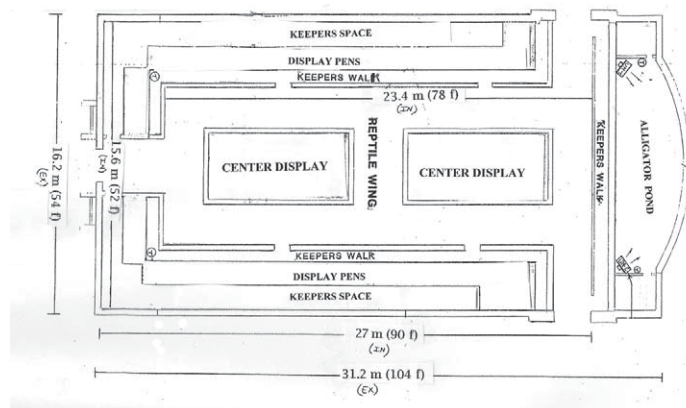 KEEPERS SPACE
DISPLAY PENS
KEEPERS WALK
23.4 m (78 f)
(IN)
16.2 m (54 f)
(EX)
15.6 m (52 f)
(IN)
CENTER DISPLAY
REPTILE WING
CENTER DISPLAY
KEEPERS WALK
ALLIGATOR POND
KEEPERS WALK
DISPLAY PENS
KEEPERS SPACE
27 m (90 f)
(IN)
31.2 m (104 f)
(EX)